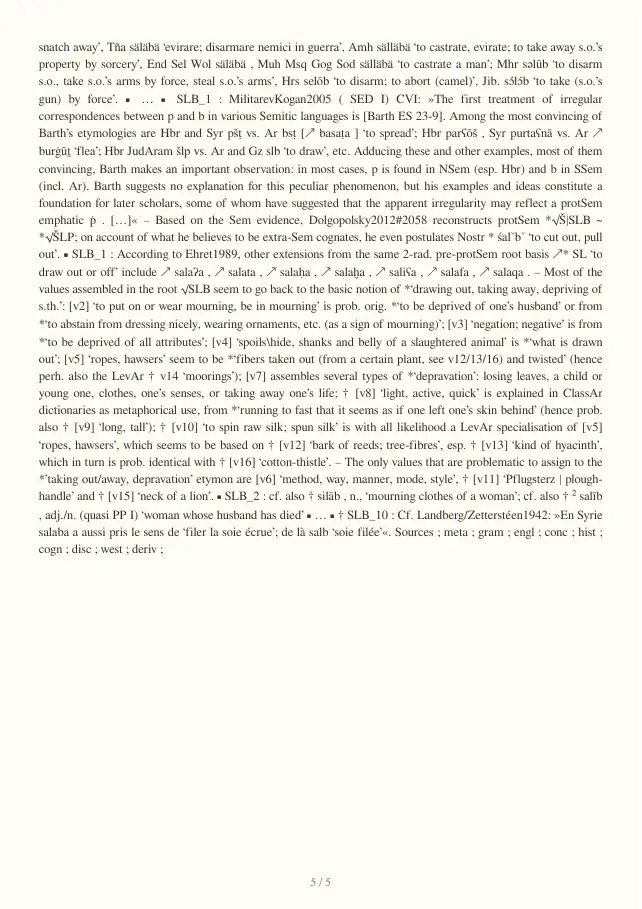 snatch away’, Tña säläbä ‘evirare; disarmare nemici in guerra’, Amh sälläbä ‘to castrate, evirate; to take away s.o.’s
property by sorcery’, End Sel Wol säläbä , Muh Msq Gog Sod sälläbä ‘to castrate a man’; Mhr səlūb ‘to disarm
s.o., take s.o.’s arms by force, steal s.o.’s arms’, Hrs selōb ‘to disarm; to abort (camel)’, Jib. sɔ́lɔ́b ‘to take (s.o.’s
gun) by force’. ▪ … ▪ SLB_1 : MilitarevKogan2005 ( SED I) CVI: »The first treatment of irregular
correspondences between p and b in various Semitic languages is [Barth ES 23-9]. Among the most convincing of
Barth’s etymologies are Hbr and Syr pšṭ vs. Ar bsṭ [↗ basaṭa ] ‘to spread’; Hbr parʕōš , Syr purtaʕnā vs. Ar ↗
burġūṯ ‘flea’; Hbr JudAram šlp vs. Ar and Gz slb ‘to draw’, etc. Adducing these and other examples, most of them
convincing, Barth makes an important observation: in most cases, p is found in NSem (esp. Hbr) and b in SSem
(incl. Ar). Barth suggests no explanation for this peculiar phenomenon, but his examples and ideas constitute a
foundation for later scholars, some of whom have suggested that the apparent irregularity may reflect a protSem
emphatic ṗ . […]« – Based on the Sem evidence, Dolgopolsky2012#2058 reconstructs protSem *√Š|SLB ~
*√ŠLP; on account of what he believes to be extra-Sem cognates, he even postulates Nostr * śalˇbˇ ‘to cut out, pull
out’. ▪ SLB_1 : According to Ehret1989, other extensions from the same 2-rad. pre-protSem root basis ↗* SL ‘to
draw out or off’ include ↗ salaʔa , ↗ salata , ↗ salaḥa , ↗ salaḫa , ↗ saliʕa , ↗ salafa , ↗ salaqa . – Most of the
values assembled in the root √SLB seem to go back to the basic notion of *‘drawing out, taking away, depriving of
s.th.’: [v2] ‘to put on or wear mourning, be in mourning’ is prob. orig. *‘to be deprived of one’s husband’ or from
*‘to abstain from dressing nicely, wearing ornaments, etc. (as a sign of mourning)’; [v3] ‘negation; negative’ is from
*‘to be deprived of all attributes’; [v4] ‘spoils\hide, shanks and belly of a slaughtered animal’ is *‘what is drawn
out’; [v5] ‘ropes, hawsers’ seem to be *‘fibers taken out (from a certain plant, see v12/13/16) and twisted’ (hence
perh. also the LevAr † v14 ‘moorings’); [v7] assembles several types of *‘depravation’: losing leaves, a child or
young one, clothes, one’s senses, or taking away one’s life; † [v8] ‘light, active, quick’ is explained in ClassAr
dictionaries as metaphorical use, from *‘running to fast that it seems as if one left one’s skin behind’ (hence prob.
also † [v9] ‘long, tall’); † [v10] ‘to spin raw silk; spun silk’ is with all likelihood a LevAr specialisation of [v5]
‘ropes, hawsers’, which seems to be based on † [v12] ‘bark of reeds; tree-fibres’, esp. † [v13] ‘kind of hyacinth’,
which in turn is prob. identical with † [v16] ‘cotton-thistle’. – The only values that are problematic to assign to the
*‘taking out/away, depravation’ etymon are [v6] ‘method, way, manner, mode, style’, † [v11] ‘Pflugsterz | plough-
handle’ and † [v15] ‘neck of a lion’. ▪ SLB_2 : cf. also † silāb , n., ‘mourning clothes of a woman’; cf. also † ² salīb
, adj./n. (quasi PP I) ‘woman whose husband has died’ ▪ … ▪ † SLB_10 : Cf. Landberg/Zetterstéen1942: »En Syrie
salaba a aussi pris le sens de ‘filer la soie écrue’; de là salb ‘soie filée’«. Sources ; meta ; gram ; engl ; conc ; hist ;
cogn ; disc ; west ; deriv ;
5 / 5